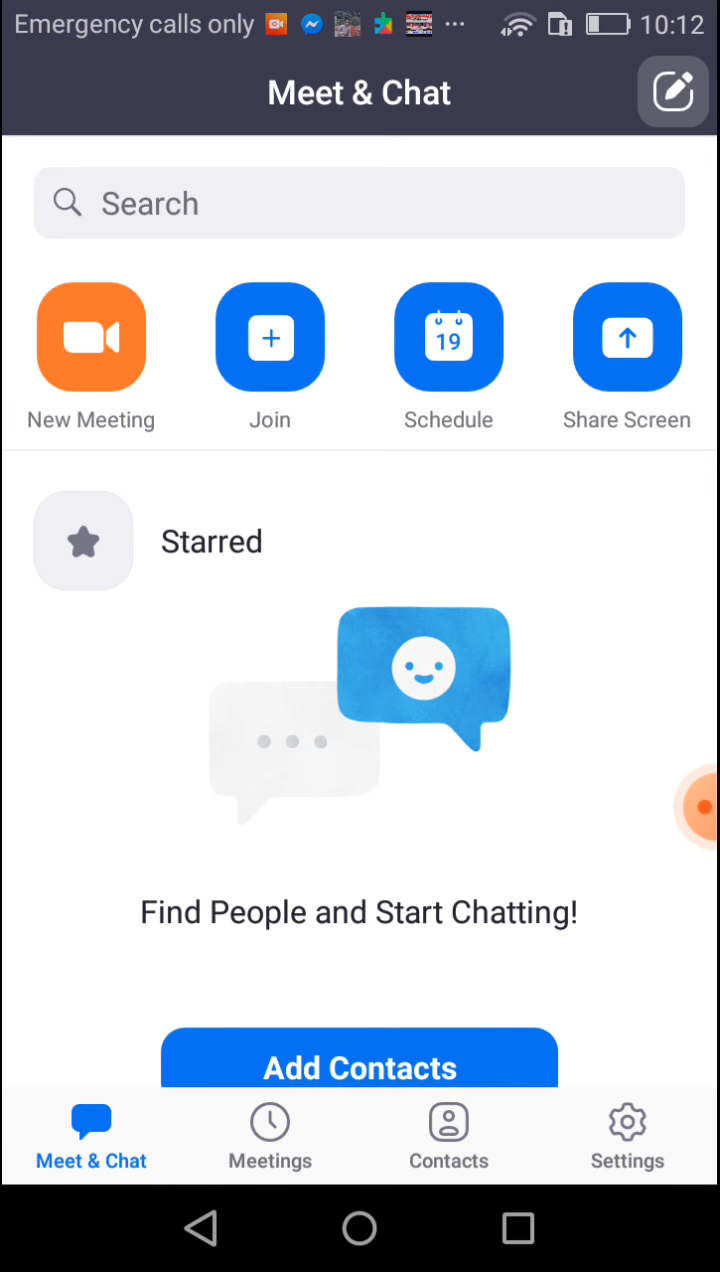 Emergency calls only ... 10:12
Meet & Chat
Search
19
New Meeting Join Schedule Share Screen
Starred
Find People and Start Chatting!
Add Contacts
Meet & Chat Meetings Contacts Settings